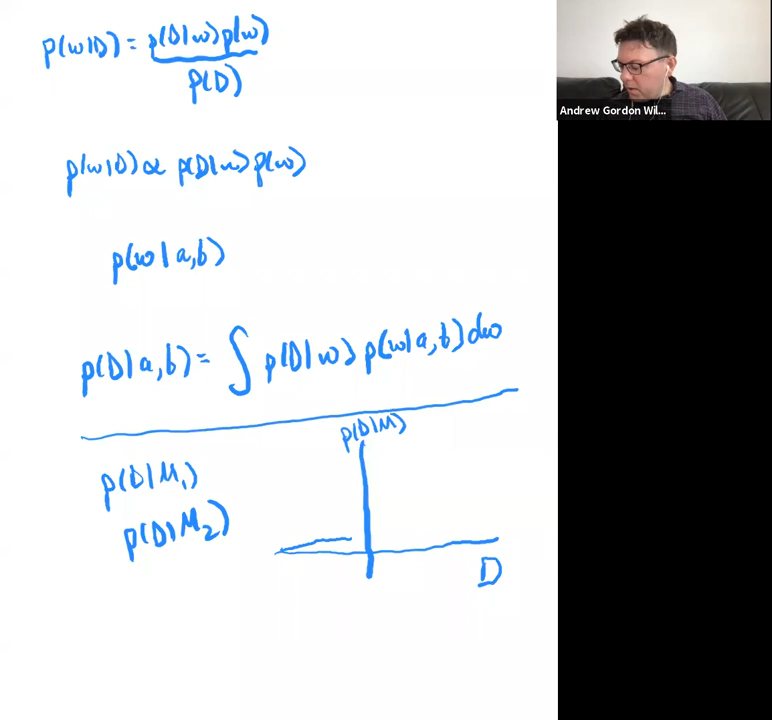 p(w|D) = p(D|w) p(w) / p(D)
Andrew Gordon Wil...
p(w|D) ∝ p(D|w) p(w)
p(w|a,b)
p(D|a,b) = ∫ p(D|w) p(w|a,b) dw
p(D|M)
p(D|M₁)
p(D|M₂)
D